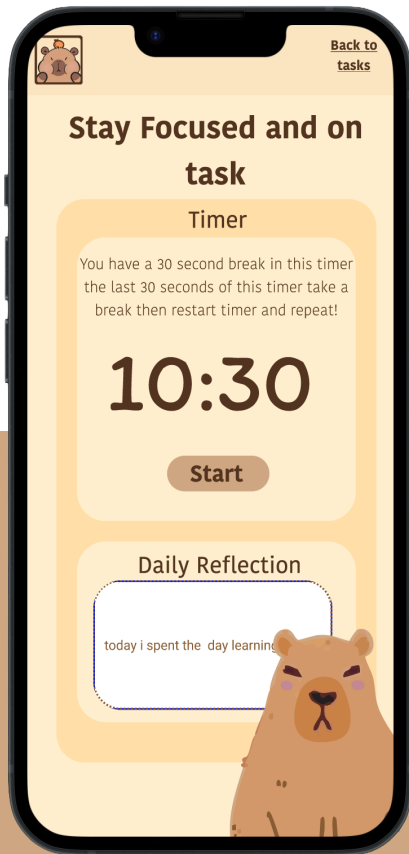 Back to
tasks
Stay Focused and on
task
Timer
You have a 30 second break in this timer
the last 30 seconds of this timer take a
break then restart timer and repeat!
10:30
Start
Daily Reflection
today i spent the  day learning